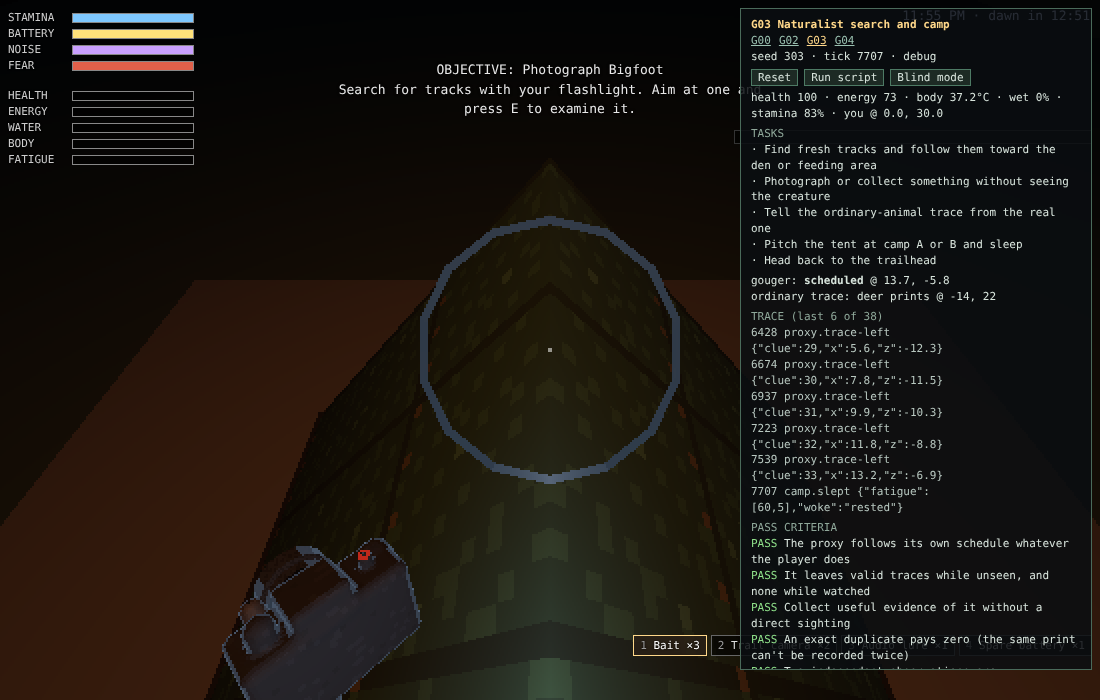 STAMINA
BATTERY
NOISE
FEAR
HEALTH
ENERGY
WATER
BODY
FATIGUE
OBJECTIVE: Photograph Bigfoot
Search for tracks with your flashlight. Aim at one and
press E to examine it.
11:55 PM · dawn in 12:51
G03 Naturalist search and camp
G00 G02 G03 G04
seed 303 · tick 7707 · debug
Reset Run script Blind mode
health 100 · energy 73 · body 37.2°C · wet 0% ·
stamina 83% · you @ 0.0, 30.0
TASKS
· Find fresh tracks and follow them toward the
den or feeding area
· Photograph or collect something without seeing
the creature
· Tell the ordinary-animal trace from the real
one
· Pitch the tent at camp A or B and sleep
· Head back to the trailhead
gouger: scheduled @ 13.7, -5.8
ordinary trace: deer prints @ -14, 22
TRACE (last 6 of 38)
6428 proxy.trace-left
{"clue":29,"x":5.6,"z":-12.3}
6674 proxy.trace-left
{"clue":30,"x":7.8,"z":-11.5}
6937 proxy.trace-left
{"clue":31,"x":9.9,"z":-10.3}
7223 proxy.trace-left
{"clue":32,"x":11.8,"z":-8.8}
7539 proxy.trace-left
{"clue":33,"x":13.2,"z":-6.9}
7707 camp.slept {"fatigue":
[60,5],"woke":"rested"}
PASS CRITERIA
PASS The proxy follows its own schedule whatever
the player does
PASS It leaves valid traces while unseen, and
none while watched
PASS Collect useful evidence of it without a
direct sighting
PASS An exact duplicate pays zero (the same print
can't be recorded twice)
1 Bait ×3
2 Trail camera
Spare battery ×1